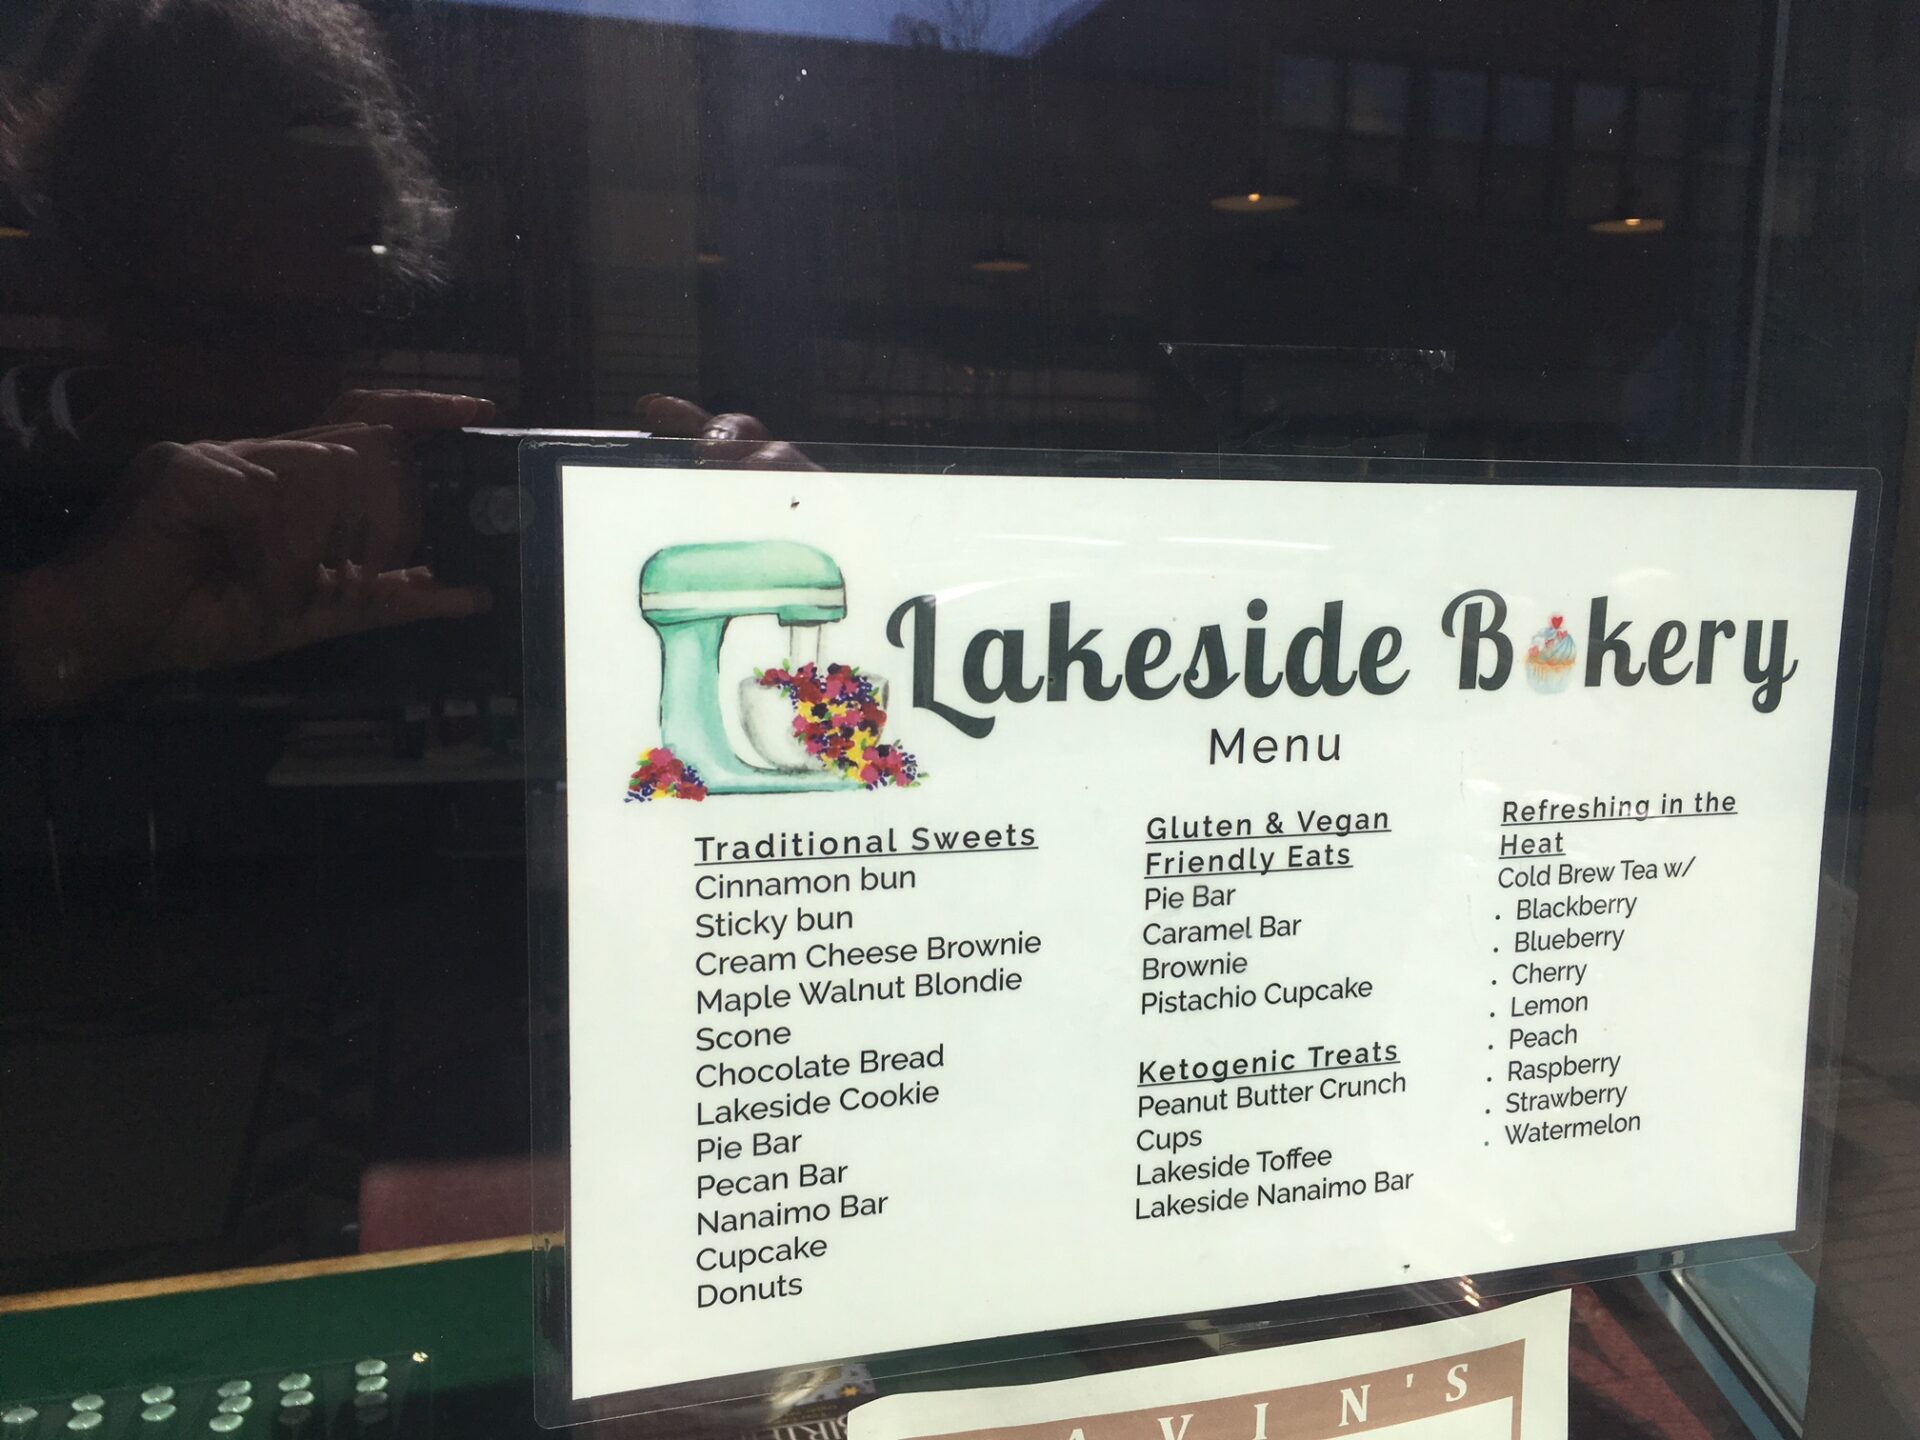 Lakeside Bakery
Menu
Traditional Sweets
Cinnamon bun
Sticky bun
Cream Cheese Brownie
Maple Walnut Blondie
Scone
Chocolate Bread
Lakeside Cookie
Pie Bar
Pecan Bar
Nanaimo Bar
Cupcake
Donuts
Gluten & Vegan
Friendly Eats
Pie Bar
Caramel Bar
Brownie
Pistachio Cupcake
Ketogenic Treats
Peanut Butter Crunch
Cups
Lakeside Toffee
Lakeside Nanaimo Bar
Refreshing in the
Heat
Cold Brew Tea w/
. Blackberry
. Blueberry
. Cherry
. Lemon
. Peach
. Raspberry
. Strawberry
. Watermelon